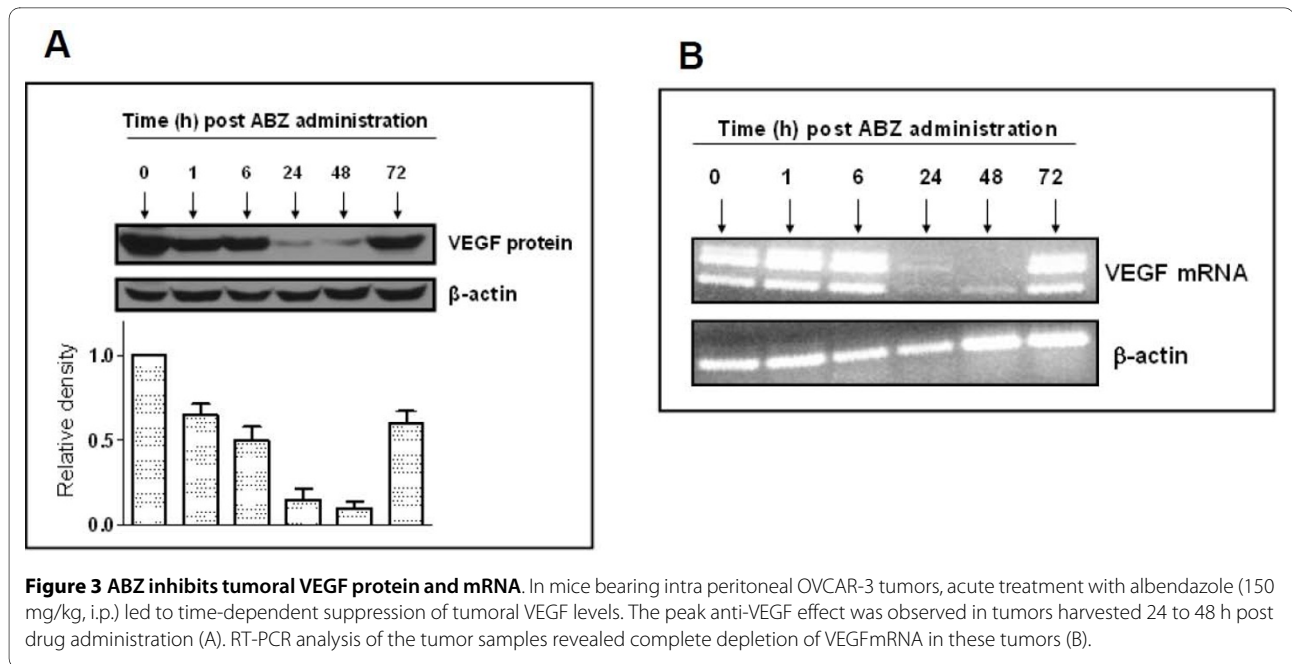 A
Time (h) post ABZ administration
0 1 6 24 48 72
VEGF protein
β-actin
Relative density
1.0
0.5
0.0
B
Time (h) post ABZ administration
0 1 6 24 48 72
VEGF mRNA
β-actin
Figure 3 ABZ inhibits tumoral VEGF protein and mRNA. In mice bearing intra peritoneal OVCAR-3 tumors, acute treatment with albendazole (150
mg/kg, i.p.) led to time-dependent suppression of tumoral VEGF levels. The peak anti-VEGF effect was observed in tumors harvested 24 to 48 h post
drug administration (A). RT-PCR analysis of the tumor samples revealed complete depletion of VEGFmRNA in these tumors (B).